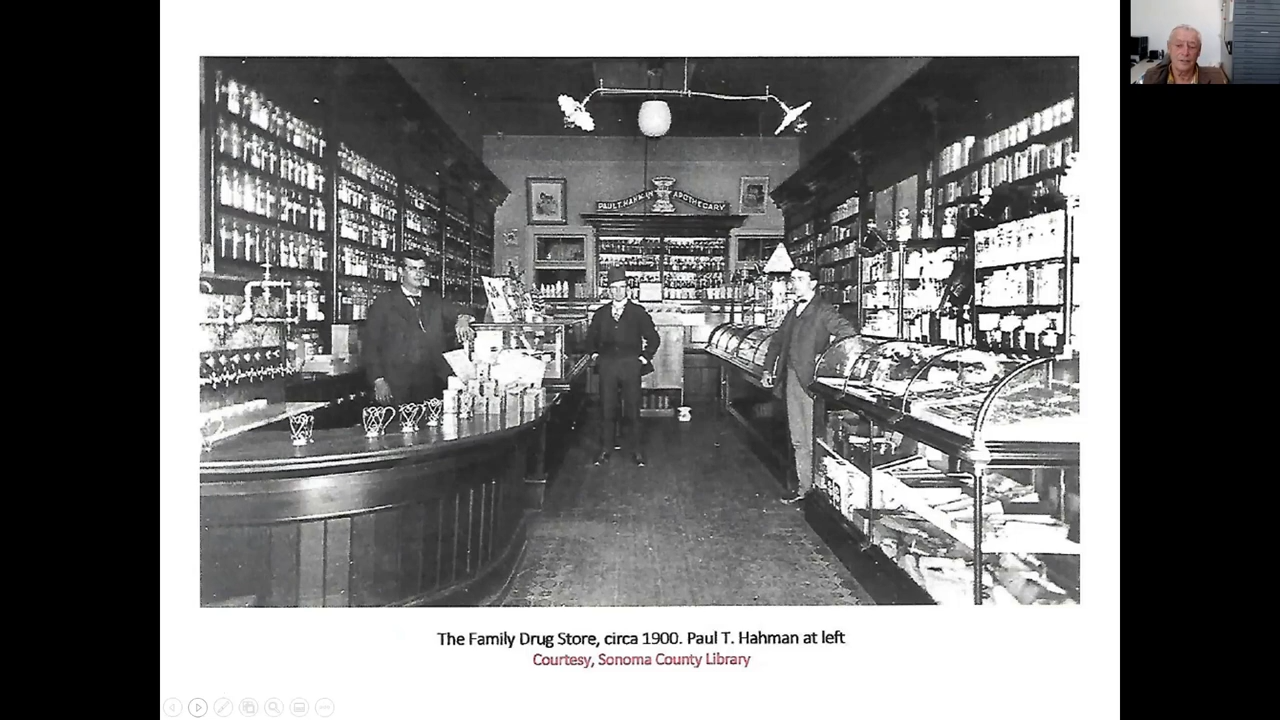 PAUL T. HAHMAN APOTHECARY
The Family Drug Store, circa 1900. Paul T. Hahman at left
Courtesy, Sonoma County Library